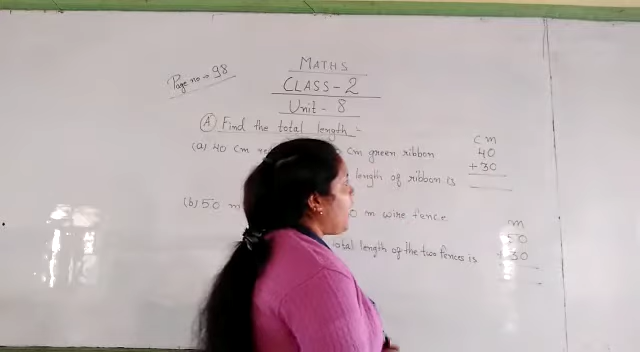 Page no → 98
MATHS
CLASS-2
Unit - 8
(A) Find the total length :-
(a) 40 cm cm green ribbon
length of ribbon is
cm
40
+30
(b) 50 m m wire fence
total length of the two fences is
m
50
+ 30